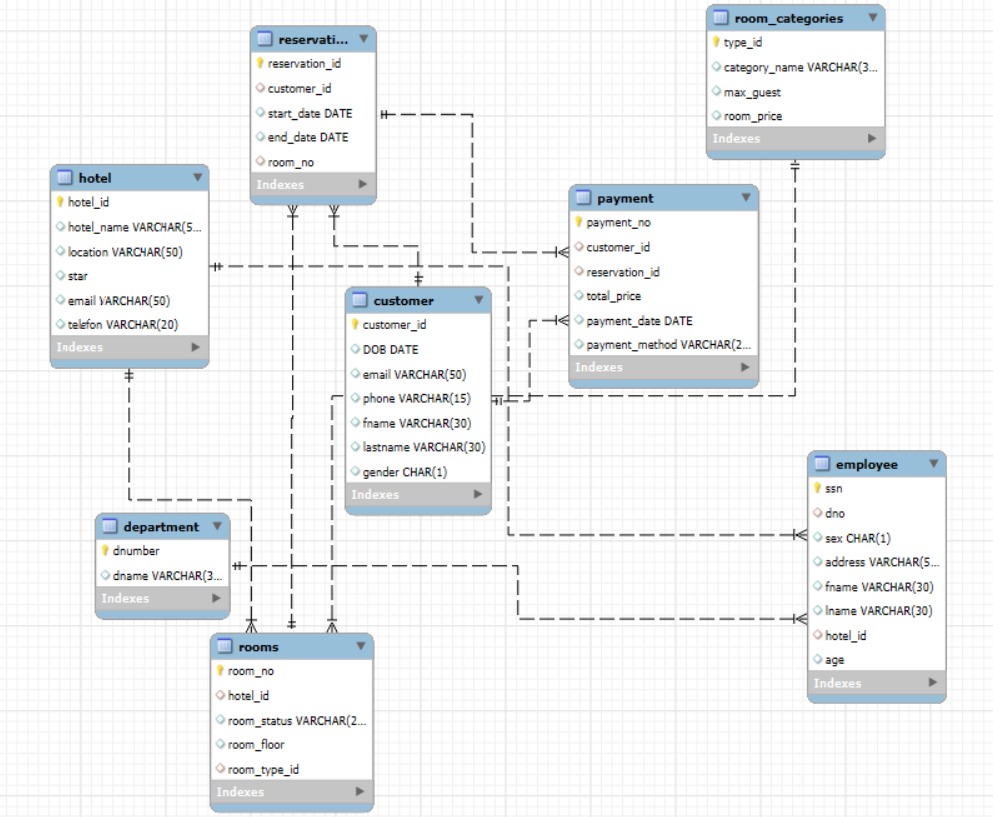 reservati...
reservation_id
customer_id
start_date DATE
end_date DATE
room_no
Indexes
room_categories
type_id
category_name VARCHAR(3...
max_guest
room_price
Indexes
hotel
hotel_id
hotel_name VARCHAR(5...
location VARCHAR(50)
star
email VARCHAR(50)
telefon VARCHAR(20)
Indexes
payment
payment_no
customer_id
reservation_id
total_price
payment_date DATE
payment_method VARCHAR(2...
Indexes
customer
customer_id
DOB DATE
email VARCHAR(50)
phone VARCHAR(15)
fname VARCHAR(30)
lastname VARCHAR(30)
gender CHAR(1)
Indexes
employee
ssn
dno
sex CHAR(1)
address VARCHAR(5...
fname VARCHAR(30)
lname VARCHAR(30)
hotel_id
age
Indexes
department
dnumber
dname VARCHAR(3...
Indexes
rooms
room_no
hotel_id
room_status VARCHAR(2...
room_floor
room_type_id
Indexes